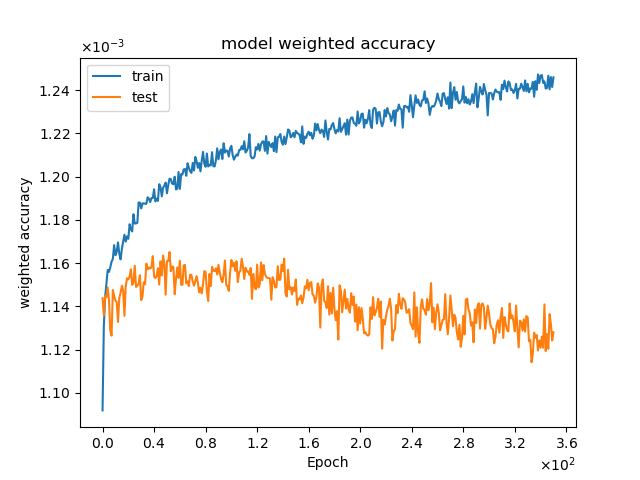 ×10⁻³
model weighted accuracy
train
test
1.24
1.22
1.20
1.18
1.16
1.14
1.12
1.10
weighted accuracy
0.0 0.4 0.8 1.2 1.6 2.0 2.4 2.8 3.2 3.6
Epoch
×10²